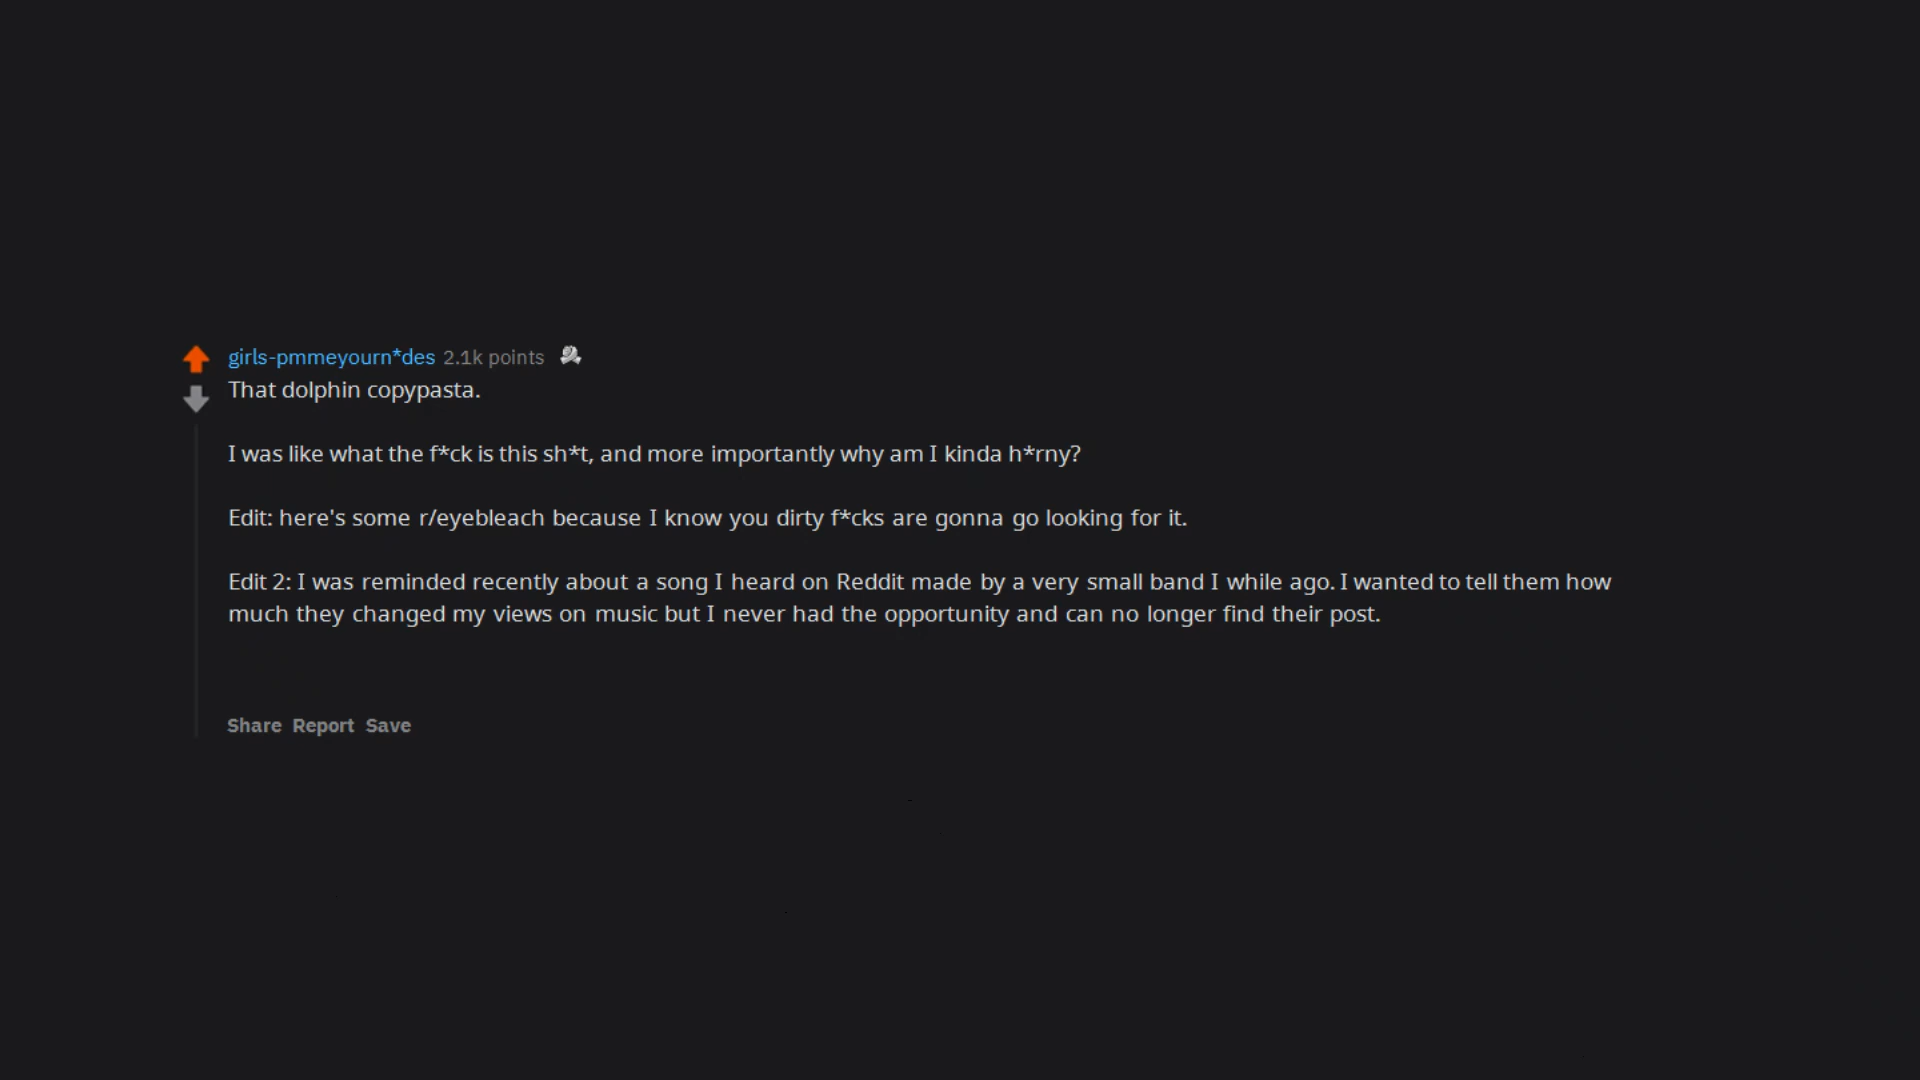 girls-pmmeyourn*des 2.1k points
That dolphin copypasta.
I was like what the f*ck is this sh*t, and more importantly why am I kinda h*rny?
Edit: here's some r/eyebleach because I know you dirty f*cks are gonna go looking for it.
Edit 2: I was reminded recently about a song I heard on Reddit made by a very small band I while ago. I wanted to tell them how
much they changed my views on music but I never had the opportunity and can no longer find their post.
Share Report Save